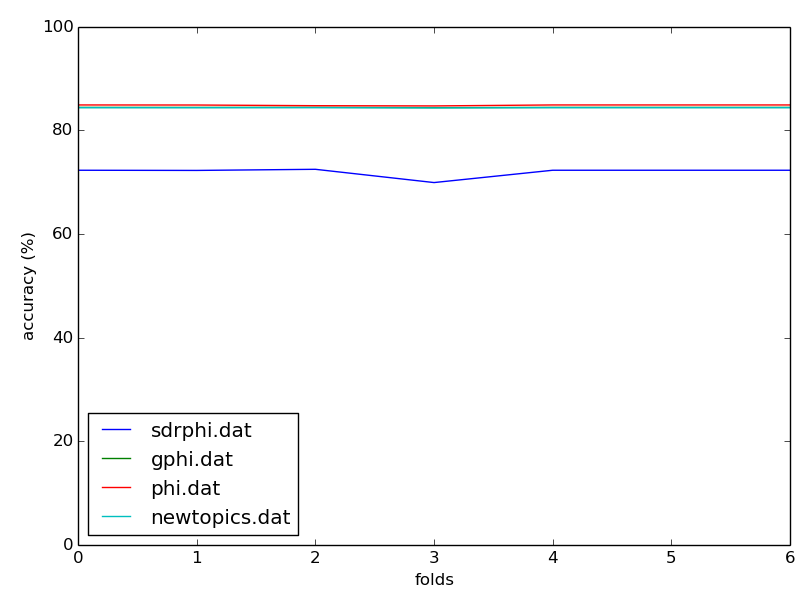 100
80
60
40
20
0
accuracy (%)
sdrphi.dat
gphi.dat
phi.dat
newtopics.dat
0 1 2 3 4 5 6
folds